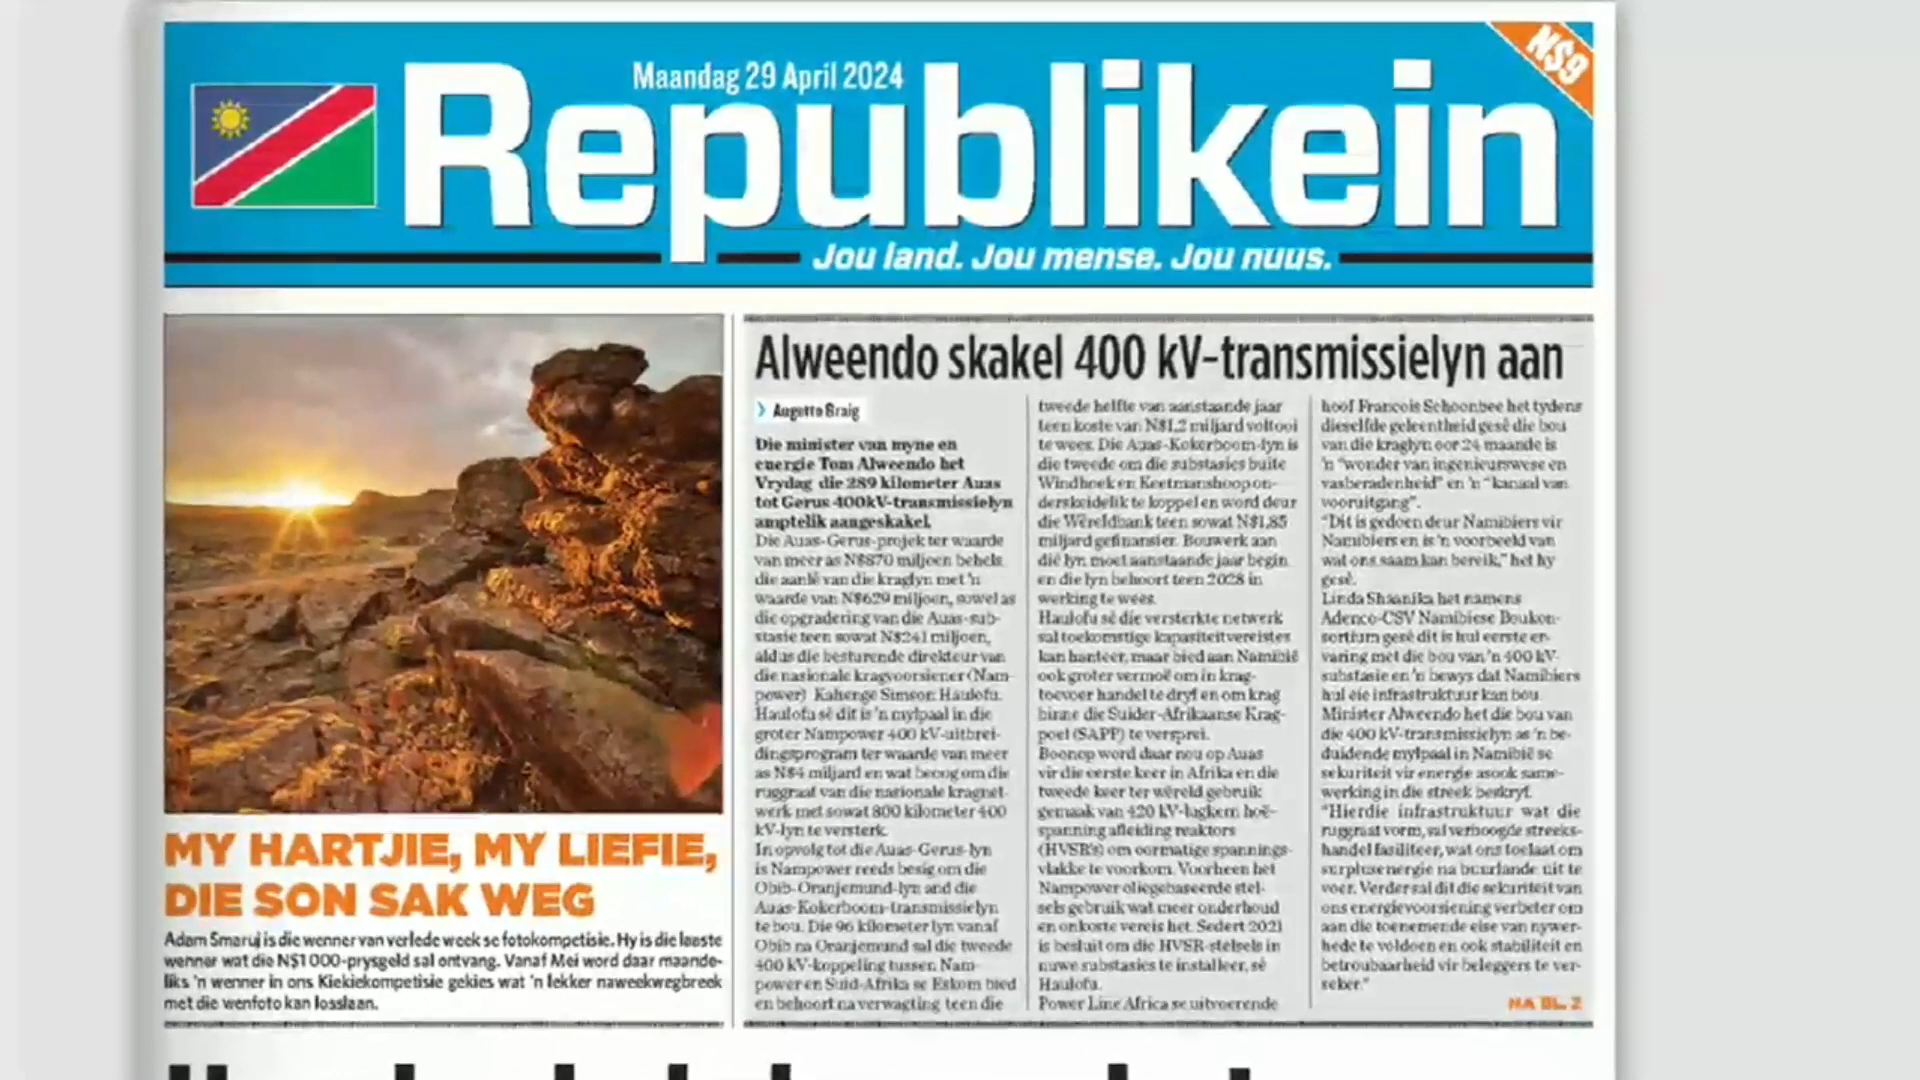 Maandag 29 April 2024
N$9
Republikein
Jou land. Jou mense. Jou nuus.
MY HARTJIE, MY LIEFIE,
DIE SON SAK WEG
Adam Smaruj is die wenner van verlede week se fotokompetisie. Hy is die laaste
wenner wat die N$1 000-prysgeld sal ontvang. Vanaf Mei word daar maande-
liks 'n wenner in ons Kiekiekompetisie gekies wat 'n lekker naweekwegbreek
met die wenfoto kan losslaan.
Alweendo skakel 400 kV-transmissielyn aan
Augetto Graig
Die minister van myne en
energie Tom Alweendo het
Vrydag die 289 kilometer Auas
tot Gerus 400kV-transmissielyn
amptelik aangeskakel.
Die Auas-Gerus-projek ter waarde
van meer as N$870 miljoen behels
die aanlê van die kraglyn met 'n
waarde van N$629 miljoen, sowel as
die opgradering van die Auas-sub-
stasie teen sowat N$241 miljoen,
aldus die besturende direkteur van
die nasionale kragvoorsiener (Nam-
power) Kahenge Simson Haulofu.
Haulofu sê dit is 'n mylpaal in die
groter Nampower 400 kV-uitbrei-
dingsprogram ter waarde van meer
as N$4 miljard en wat beoog om die
ruggraat van die nasionale kragnet-
werk met sowat 800 kilometer 400
kV-lyn te versterk.
In opvolg tot die Auas-Gerus-lyn
is Nampower reeds besig om die
Obib-Oranjemund-lyn and die
Auas-Kokerboom-transmissielyn
te bou. Die 96 kilometer lyn vanaf
Obib na Oranjemund sal die tweede
400 kV-koppeling tussen Nam-
power en Suid-Afrika se Eskom bied
en behoort na verwagting teen die
tweede helfte van aanstaande jaar
teen koste van N$1,2 miljard voltooi
te wees. Die Auas-Kokerboom-lyn is
die tweede om die substasies buite
Windhoek en Keetmanshoop on-
derskeidelik te koppel en word deur
die Wêreldbank teen sowat N$1,85
miljard gefinansier. Bouwerk aan
dié lyn moet aanstaande jaar begin
en die lyn behoort teen 2028 in
werking te wees.
Haulofu sê die versterkte netwerk
sal toekomstige kapasiteitvereistes
kan hanteer, maar bied aan Namibië
ook groter vermoë om in krag-
toevoer handel te dryf en om krag
binne die Suider-Afrikaanse Krag-
poel (SAPP) te versprei.
Boonop word daar nou op Auas
vir die eerste keer in Afrika en die
tweede keer ter wêreld gebruik
gemaak van 420 kV-lugkern hoë-
spanning afleiding reaktors
(HVSR's) om oormatige spannings-
vlakke te voorkom. Voorheen het
Nampower oliegebaseerde stel-
sels gebruik wat meer onderhoud
en onkoste vereis het. Sedert 2021
is besluit om die HVSR-stelsels in
nuwe substasies te installeer, sê
Haulofu.
Power Line Africa se uitvoerende
hoof Francois Schoonbee het tydens
dieselfde geleentheid gesê die bou
van die kraglyn oor 24 maande is
'n "wonder van ingenieurswese en
vasberadenheid" en 'n "kanaal van
vooruitgang".
"Dit is gedoen deur Namibiërs vir
Namibiërs en is 'n voorbeeld van
wat ons saam kan bereik," het hy
gesê.
Linda Shaanika het namens
Adenco-CSV Namibiese Boukon-
sortium gesê dit is hul eerste er-
varing met die bou van 'n 400 kV-
substasie en 'n bewys dat Namibiërs
hul eie infrastruktuur kan bou.
Minister Alweendo het die bou van
die 400 kV-transmissielyn as 'n be-
duidende mylpaal in Namibië se
sekuriteit vir energie asook same-
werking in die streek beskryf.
"Hierdie infrastruktuur wat die
ruggraat vorm, sal verhoogde streeks-
handel fasiliteer, wat ons toelaat om
surplusenergie na buurlande uit te
voer. Verder sal dit die sekuriteit van
ons energievoorsiening verbeter om
aan die toenemende eise van nywer-
hede te voldoen en ook stabiliteit en
betroubaarheid vir beleggers te ver-
seker."
NA BL. 2